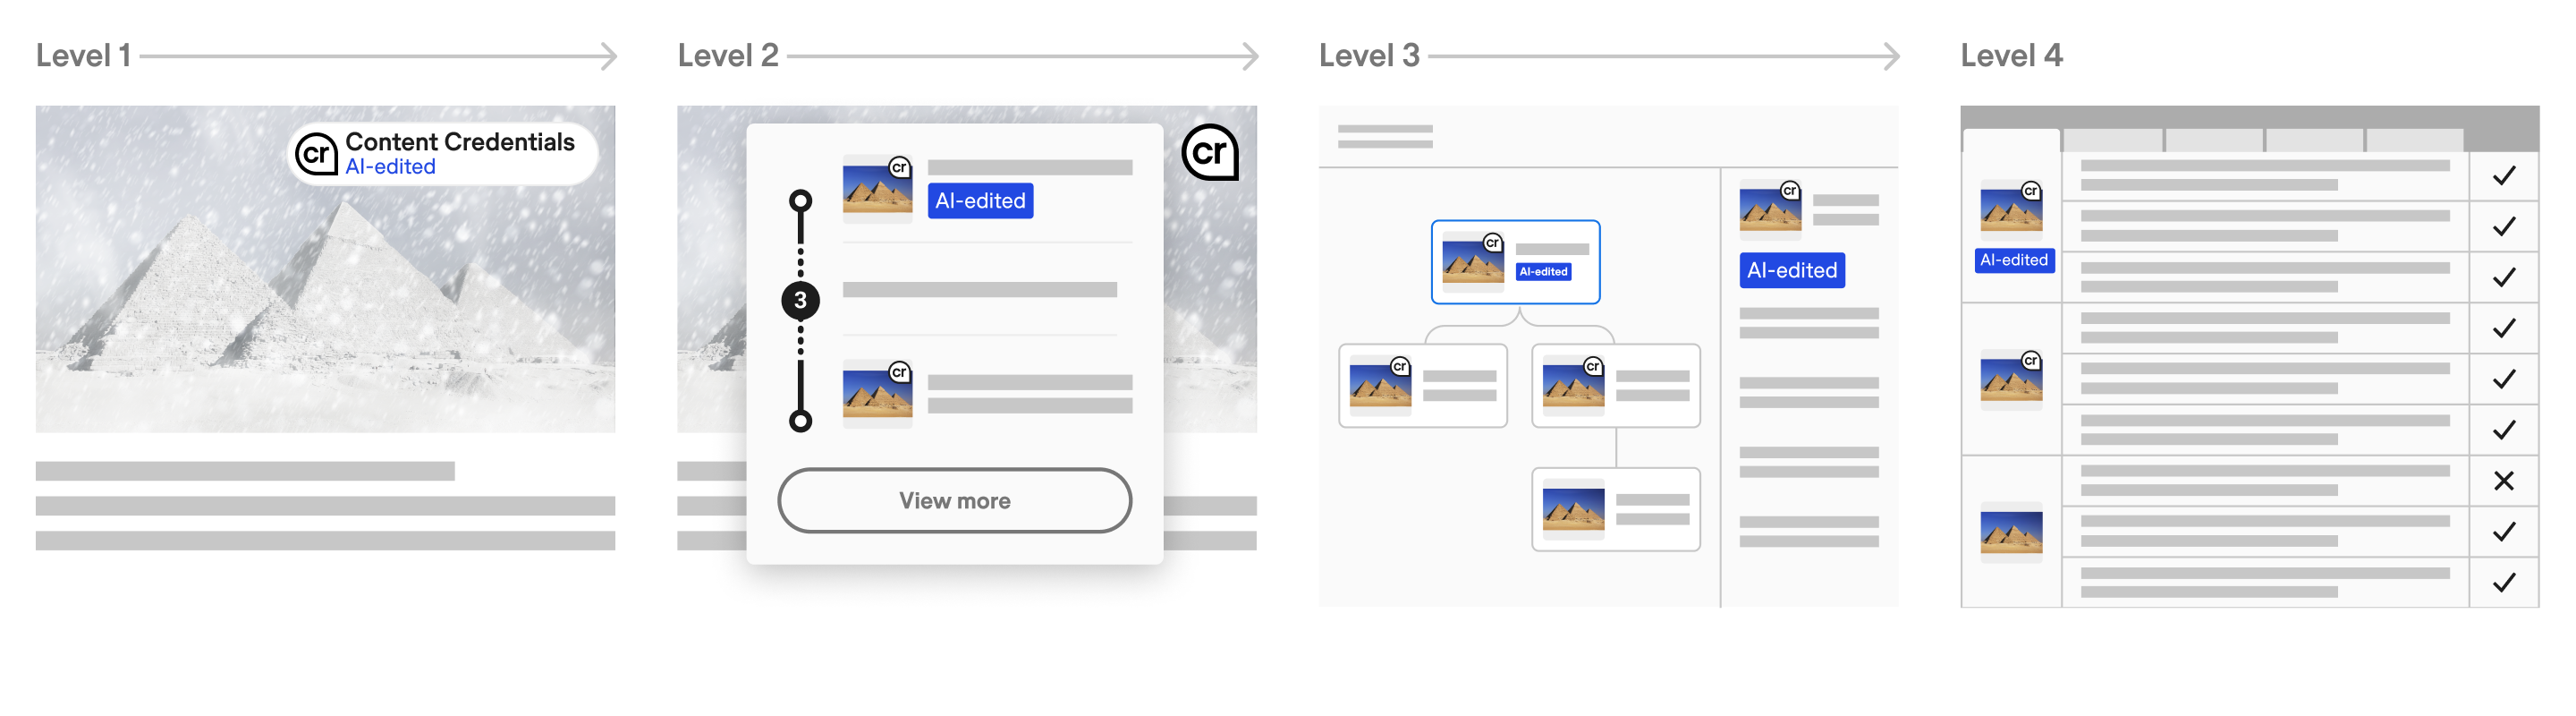 Level 1
Level 2
Level 3
Level 4
cr
Content Credentials
AI-edited
cr
cr
AI-edited
3
cr
View more
cr
AI-edited
cr
cr
cr
AI-edited
cr
AI-edited
cr